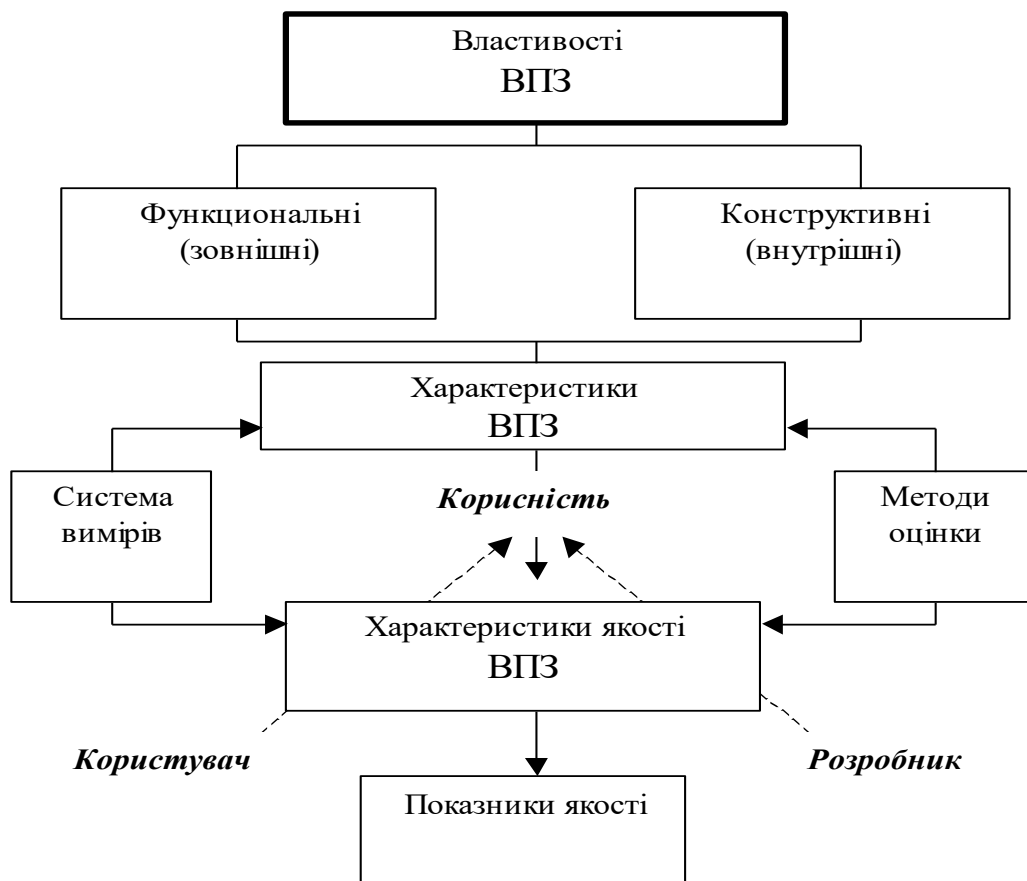 Властивості
ВПЗ
Функциональні
(зовнішні)
Конструктивні
(внутрішні)
Характеристики
ВПЗ
Система
вимірів
Корисність
Методи
оцінки
Характеристики якості
ВПЗ
Користувач
Розробник
Показники якості